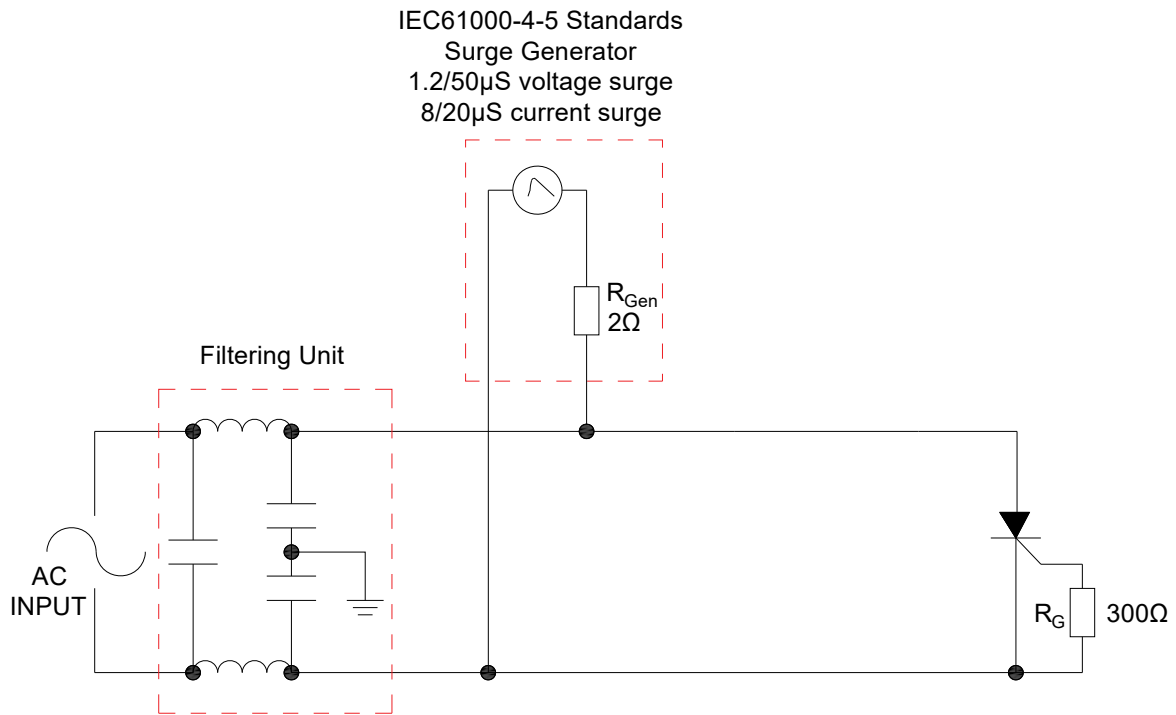 IEC61000-4-5 Standards
Surge Generator
1.2/50μS voltage surge
8/20μS current surge
RGen
2Ω
Filtering Unit
AC
INPUT
RG 300Ω